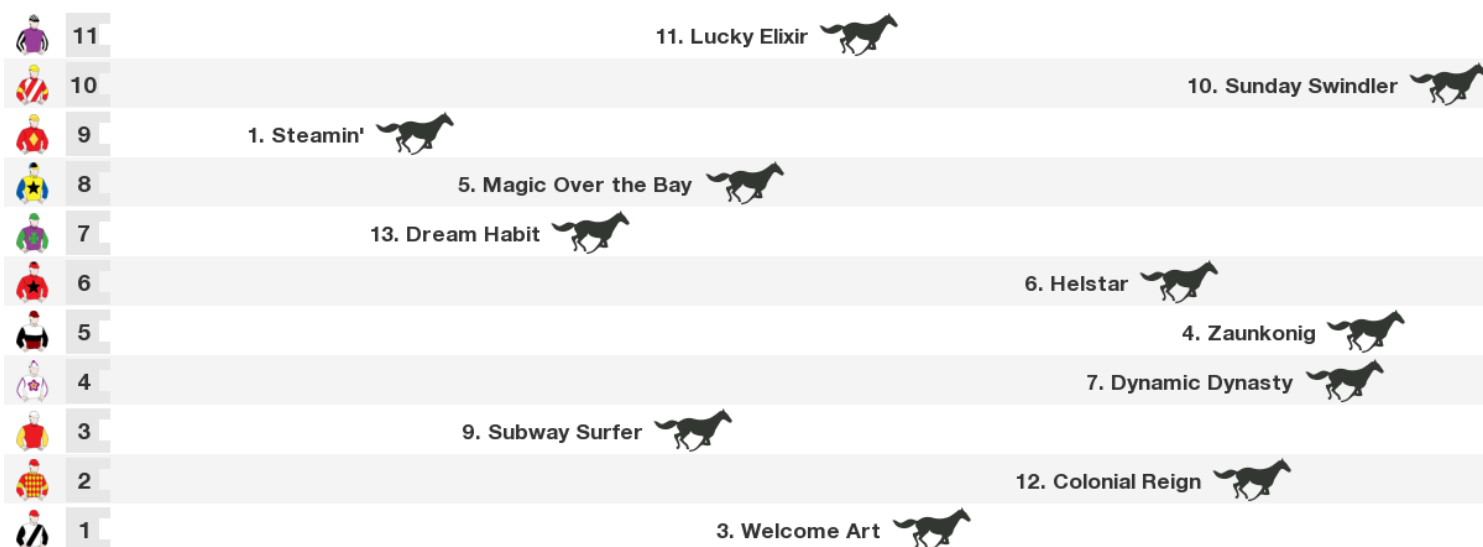 11 11. Lucky Elixir
10 10. Sunday Swindler
9 1. Steamin'
8 5. Magic Over the Bay
7 13. Dream Habit
6 6. Helstar
5 4. Zaunkonig
4 7. Dynamic Dynasty
3 9. Subway Surfer
2 12. Colonial Reign
1 3. Welcome Art